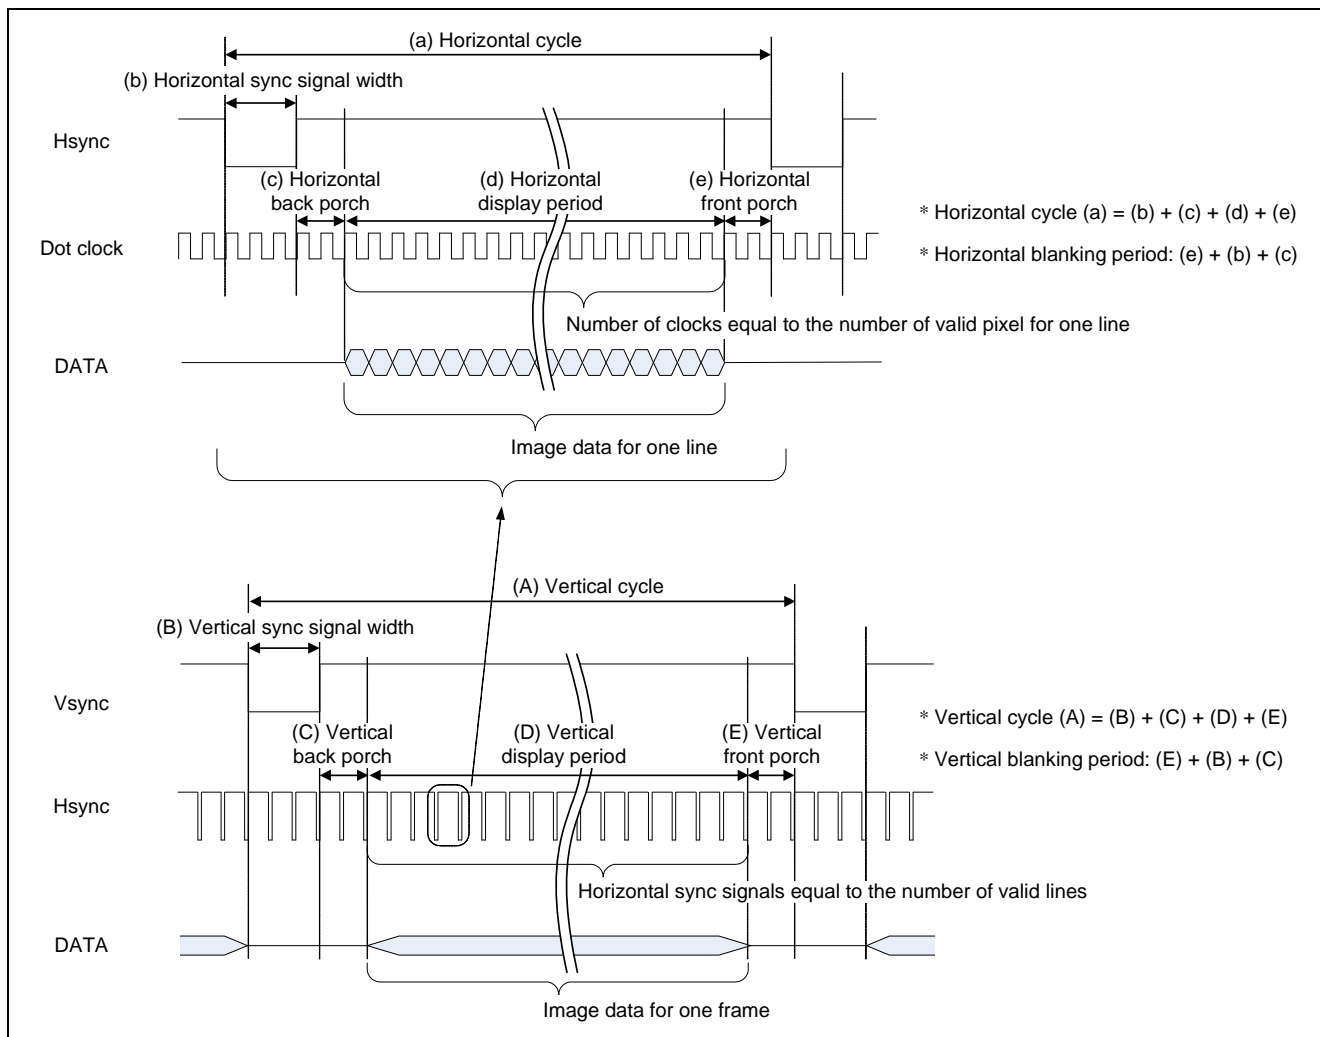 (a) Horizontal cycle
(b) Horizontal sync signal width
Hsync
(c) Horizontal
back porch
(d) Horizontal
display period
(e) Horizontal
front porch
* Horizontal cycle (a) = (b) + (c) + (d) + (e)
Dot clock
* Horizontal blanking period: (e) + (b) + (c)
Number of clocks equal to the number of valid pixel for one line
DATA
Image data for one line
(A) Vertical cycle
(B) Vertical sync signal width
Vsync
(C) Vertical
back porch
(D) Vertical
display period
(E) Vertical
front porch
* Vertical cycle (A) = (B) + (C) + (D) + (E)
* Vertical blanking period: (E) + (B) + (C)
Hsync
Horizontal sync signals equal to the number of valid lines
DATA
Image data for one frame